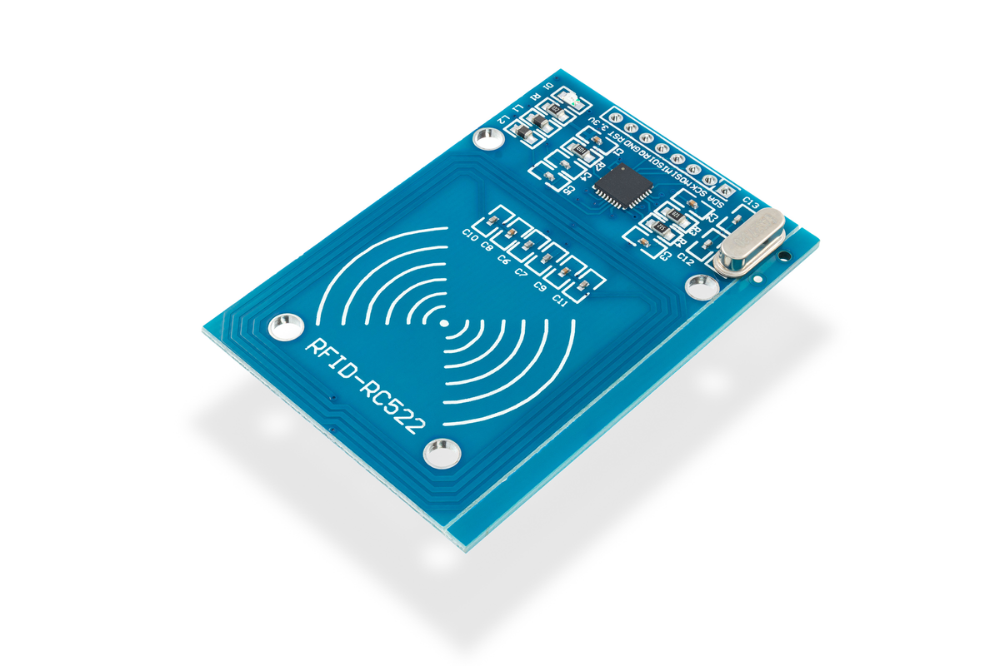 D1
R1
L1
L2
3.3V
RST
GND
IRQ
MISO
MOSI
SCK
SDA
C13
R2
C12
C10
C8
C6
C7
C9
C11
RFID-RC522